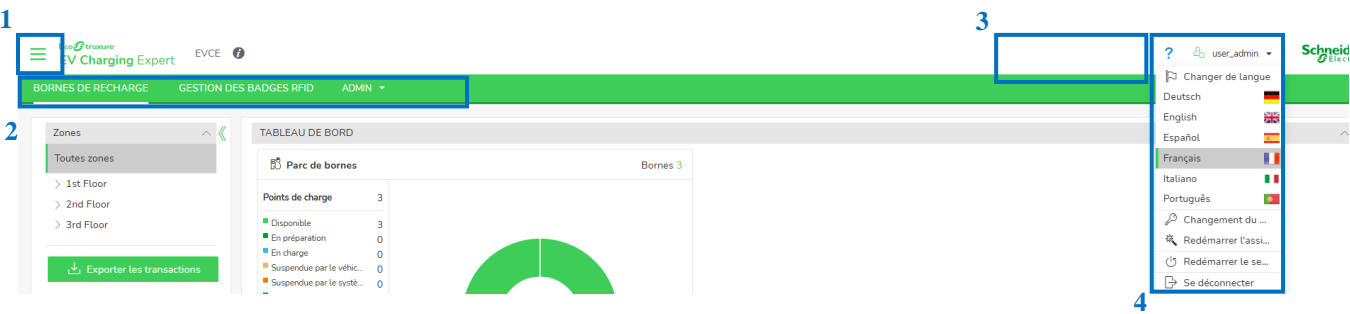 1
3
EcoStruxure
EV Charging Expert
EVCE
? user_admin
Schneid
Elec
BORNES DE RECHARGE GESTION DES BADGES RFID ADMIN
Changer de langue
Deutsch
English
Español
Français
Italiano
Português
Changement du ...
Redémarrer l'assi...
Redémarrer le se...
Se déconnecter
2
Zones
Toutes zones
1st Floor
2nd Floor
3rd Floor
Exporter les transactions
TABLEAU DE BORD
Parc de bornes Bornes 3
Points de charge 3
Disponible 3
En préparation 0
En charge 0
Suspendue par le véhic... 0
Suspendue par le systè... 0
4